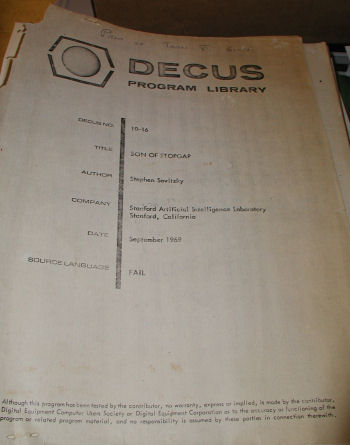 DECUS
PROGRAM LIBRARY
DECUS NO. 10-16
TITLE SON OF STOPGAP
AUTHOR Stephen Savitzky
COMPANY Stanford Artificial Intelligence Laboratory
Stanford, California
DATE September 1969
SOURCE LANGUAGE FAIL
Although this program has been tested by the contributor, no warranty, express or implied, is made by the contributor,
Digital Equipment Computer Users Society or Digital Equipment Corporation as to the accuracy or functioning of the
program or related program material, and no responsibility is assumed by these parties in connection therewith.